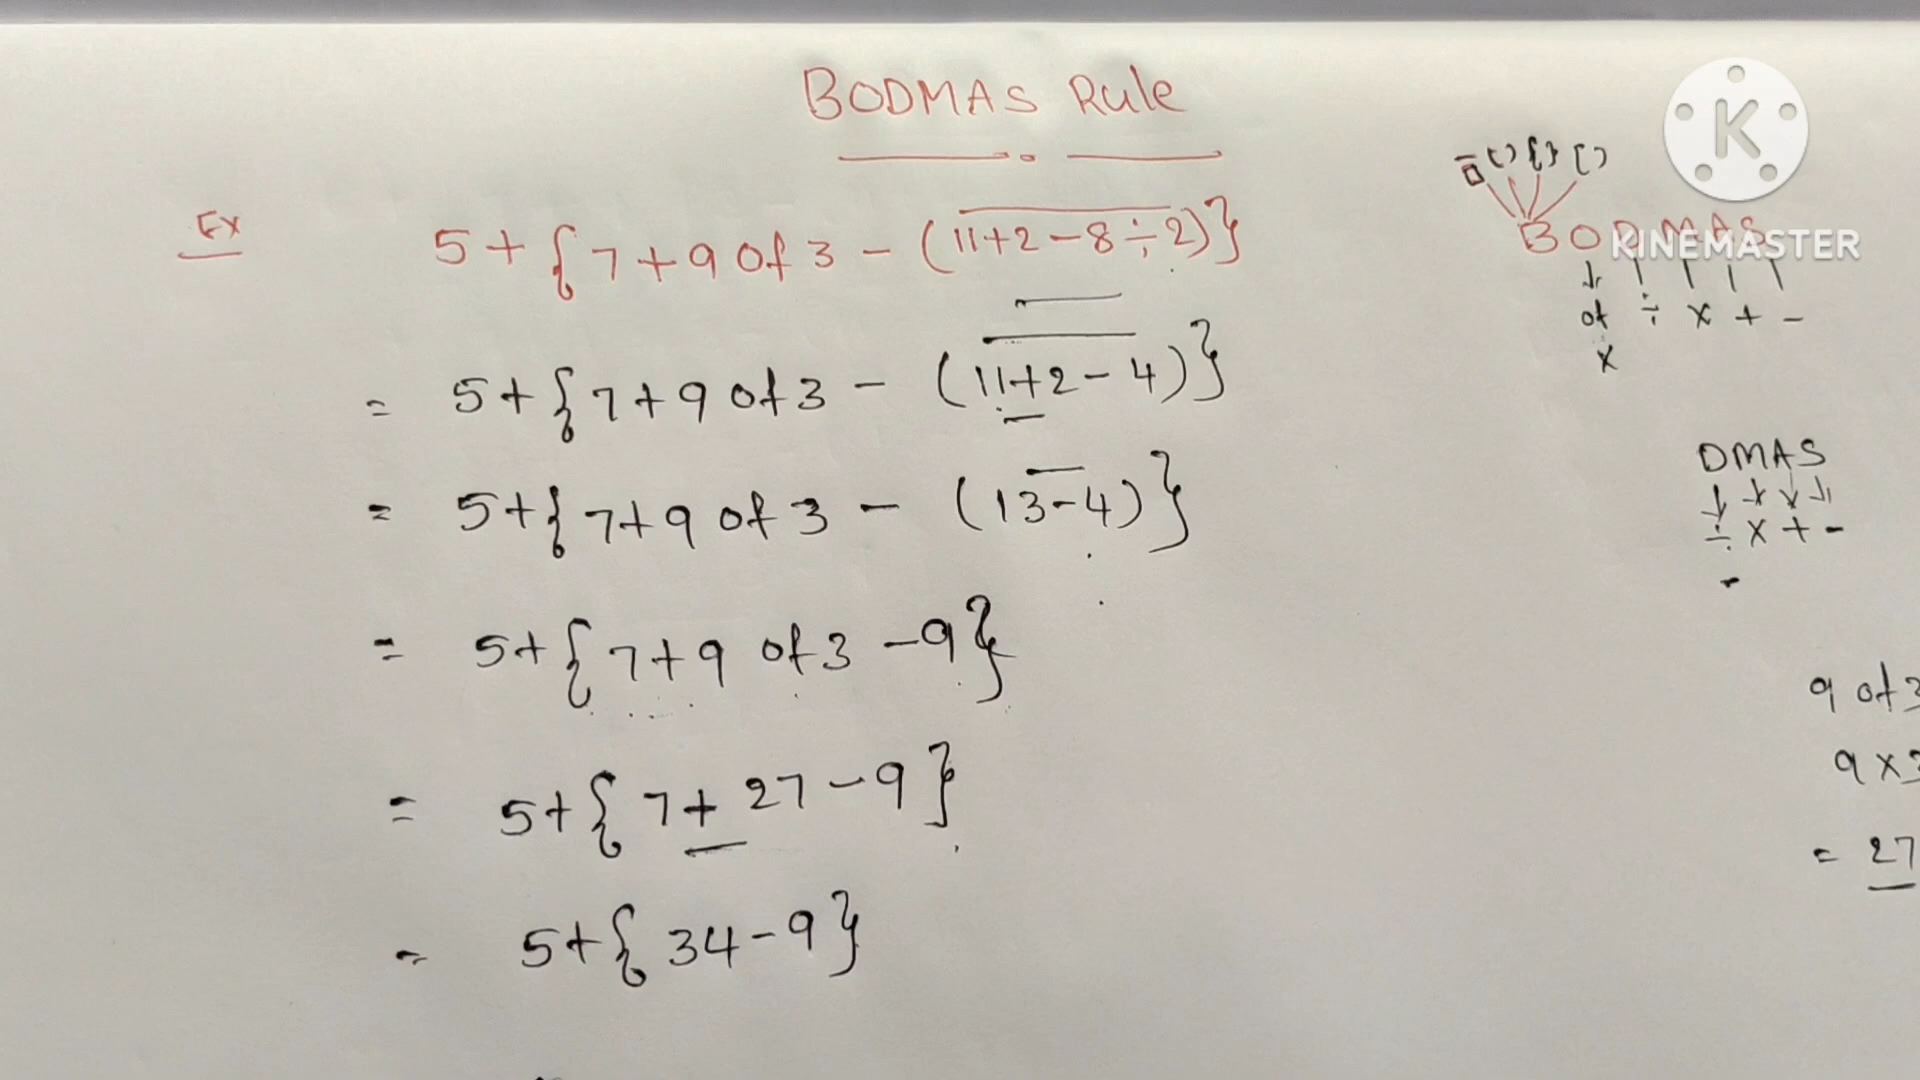 BODMAS Rule
Ex 5+{7+9 of 3-(11+2-8÷2)}
= 5+{7+9 of 3 - (11+2-4)}
= 5+{7+9 of 3 - (13-4)}
= 5+{7+9 of 3 -9}
= 5+{7+27-9}
= 5+{34-9}
K
KINEMASTER
() {} []
BODMAS
of ÷ x + -
x
DMAS
÷ x + -
9 of 3
9 x 3
= 27